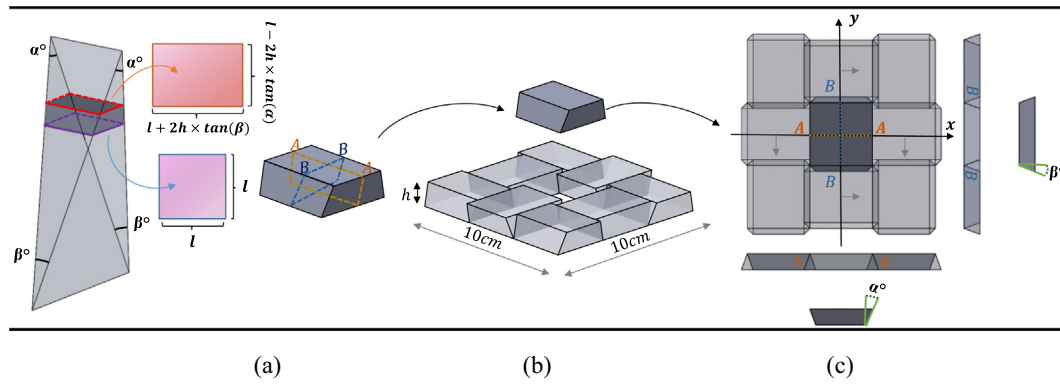 α°
α°
β°
β°
l − 2h × tan(α)
l + 2h × tan(β)
l
l
A
B
B
A
h
10cm
10cm
y
x
B
A
A
B
B
B
A
A
β°
α°
(a)
(b)
(c)